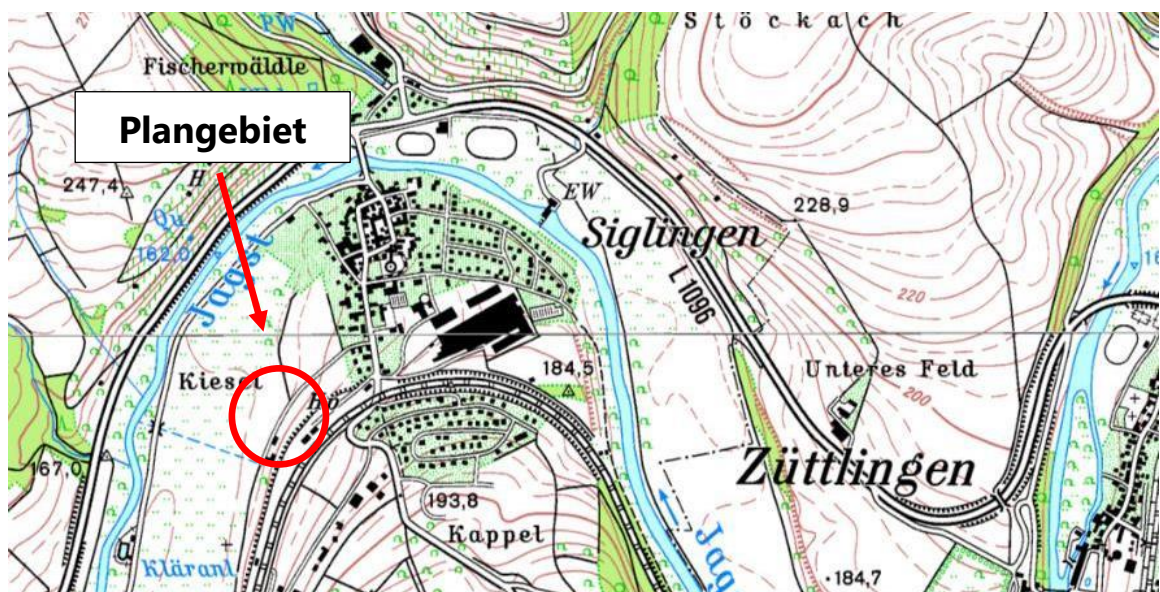 Stöckach
PW
Fischerwäldle
Plangebiet
247,4
H
Qu.
162,0
Jagst
EW
Siglingen
228,9
L 1096
220
Kiesel
Hp
184,5
Unteres Feld
200
167,0
Züttlingen
193,8
Kappel
Jag
Kläranl.
184,7